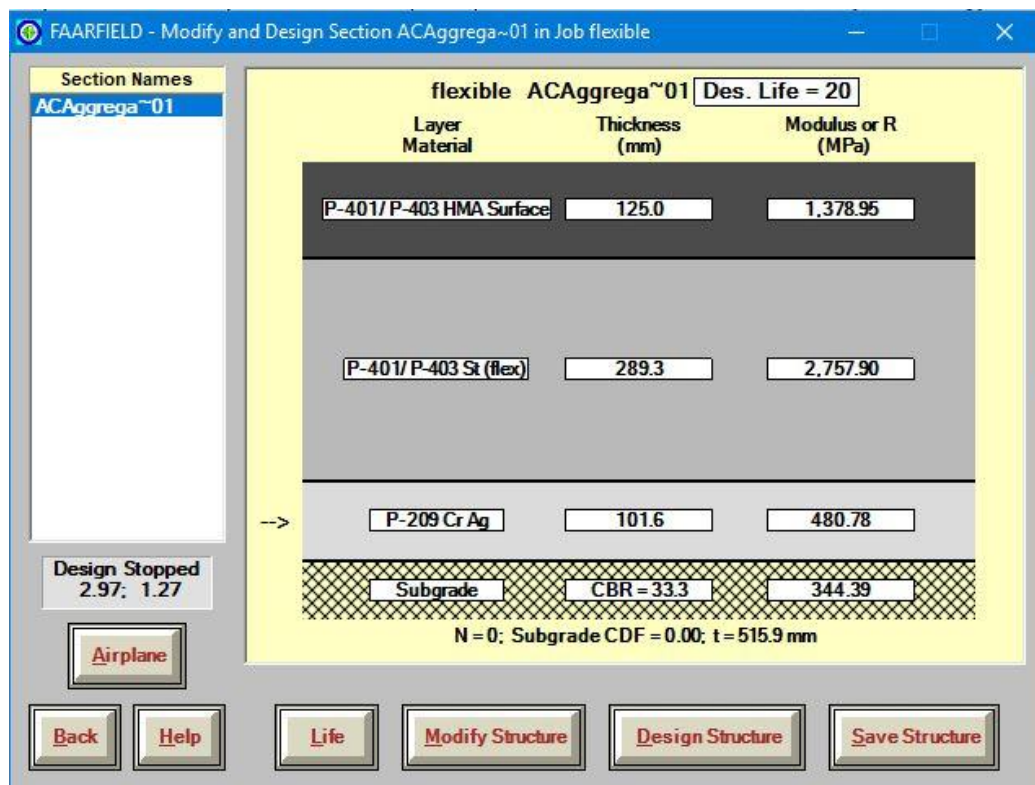 FAARFIELD - Modify and Design Section ACAggrega~01 in Job flexible
Section Names
ACAggrega~01
flexible ACAggrega~01 Des. Life = 20
Layer Material Thickness (mm) Modulus or R (MPa)
P-401/ P-403 HMA Surface 125.0 1,378.95
P-401/ P-403 St (flex) 289.3 2,757.90
--> P-209 Cr Ag 101.6 480.78
Subgrade CBR = 33.3 344.39
N = 0; Subgrade CDF = 0.00; t = 515.9 mm
Design Stopped
2.97; 1.27
Airplane
Back Help Life Modify Structure Design Structure Save Structure